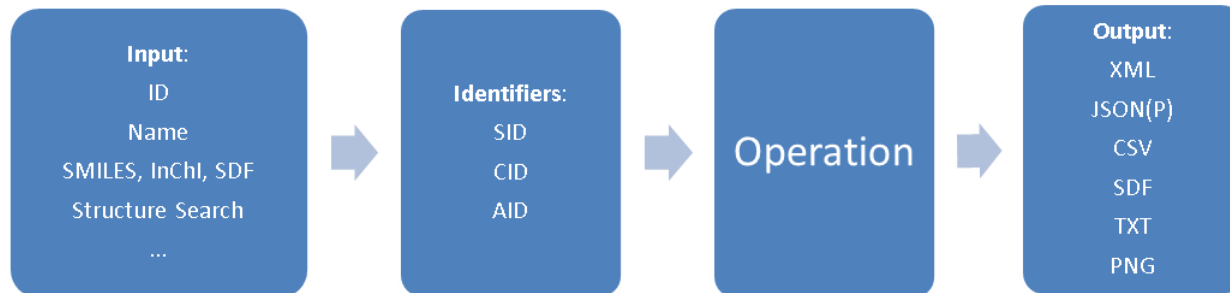 Input:
ID
Name
SMILES, InChI, SDF
Structure Search
...
Identifiers:
SID
CID
AID
Operation
Output:
XML
JSON(P)
CSV
SDF
TXT
PNG